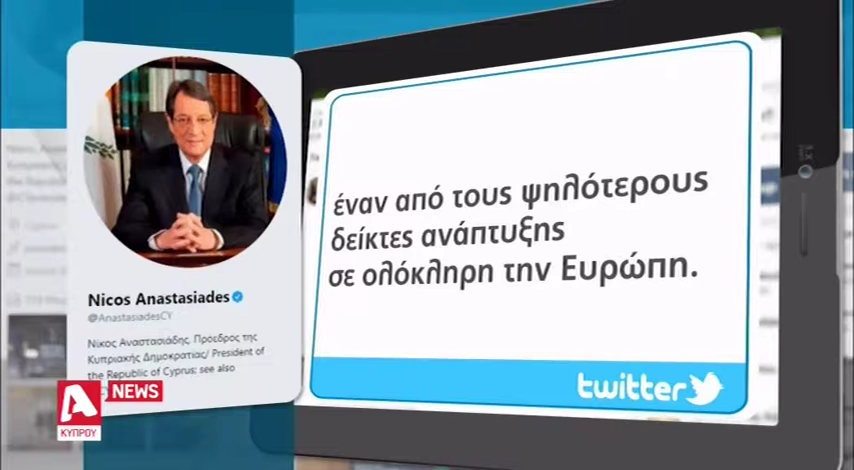 Nicos Anastasiades
@AnastasiadesCY
Νίκος Αναστασιάδης, Πρόεδρος της
Κυπριακής Δημοκρατίας/ President of
the Republic of Cyprus; see also
έναν από τους ψηλότερους
δείκτες ανάπτυξης
σε ολόκληρη την Ευρώπη.
twitter
NEWS
ΚΥΠΡΟΥ